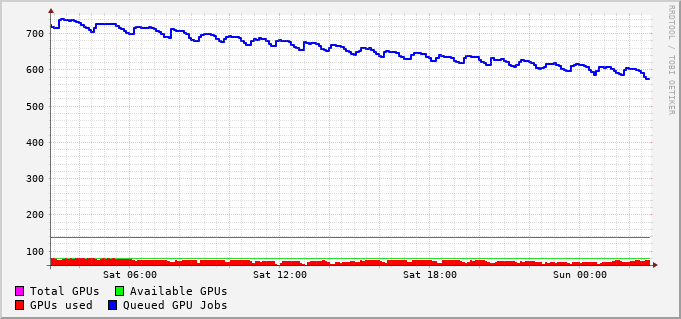 700
600
500
400
300
200
100
Sat 06:00 Sat 12:00 Sat 18:00 Sun 00:00
Total GPUs Available GPUs
GPUs used Queued GPU Jobs
RRDTOOL / TOBI OETIKER